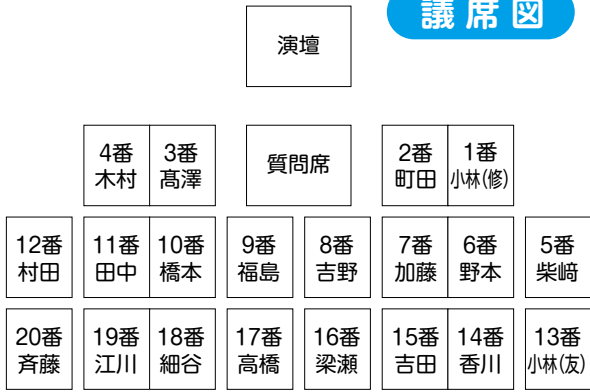 議席図
演壇
4番 3番 質問席 2番 1番
木村 髙澤 町田 小林(修)
12番 11番 10番 9番 8番 7番 6番 5番
村田 田中 橋本 福島 吉野 加藤 野本 柴﨑
20番 19番 18番 17番 16番 15番 14番 13番
斉藤 江川 細谷 高橋 梁瀬 吉田 香川 小林(友)